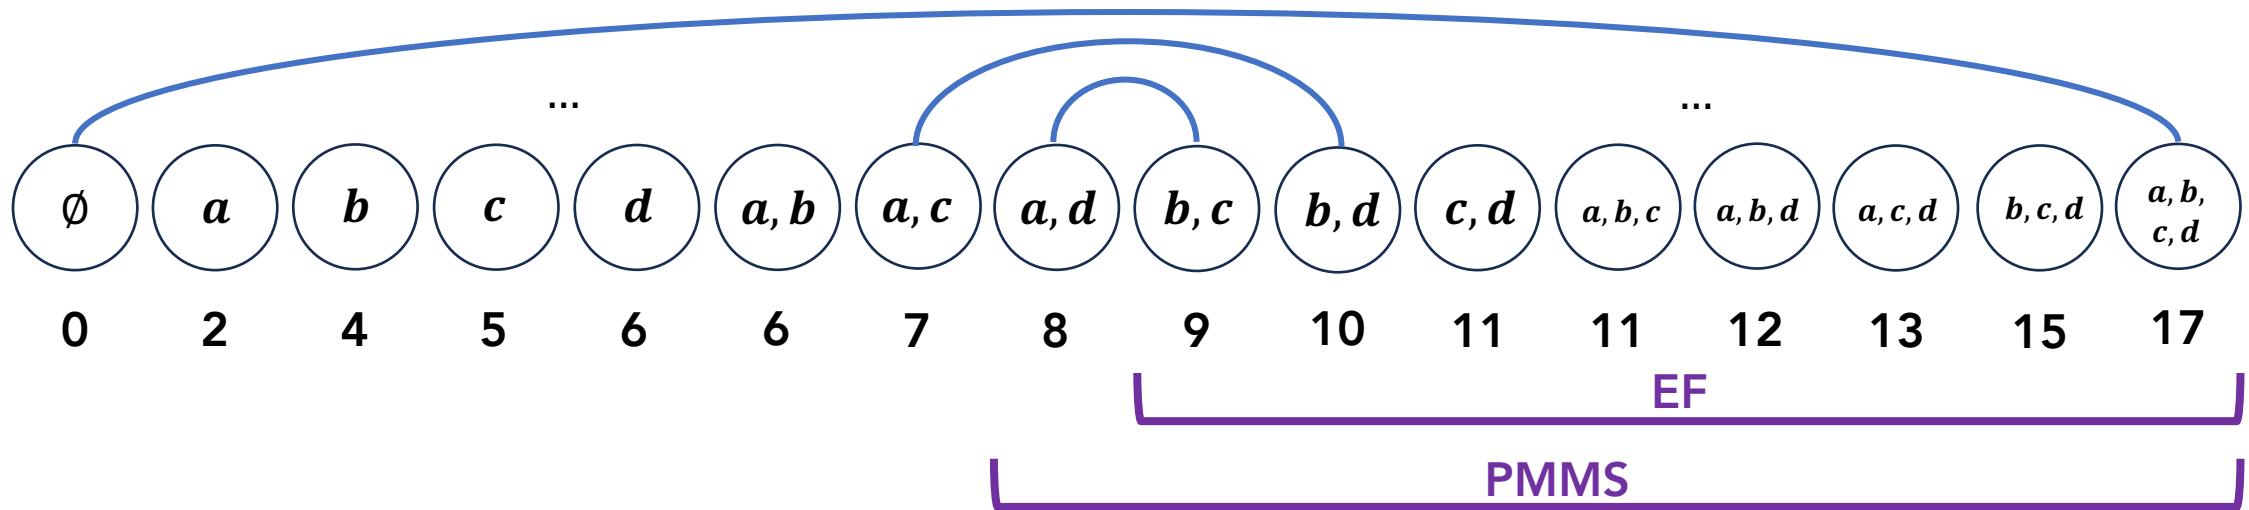 ... ...
∅ a b c d a, b a, c a, d b, c b, d c, d a, b, c a, b, d a, c, d b, c, d a, b,
c, d
0 2 4 5 6 6 7 8 9 10 11 11 12 13 15 17
EF
PMMS